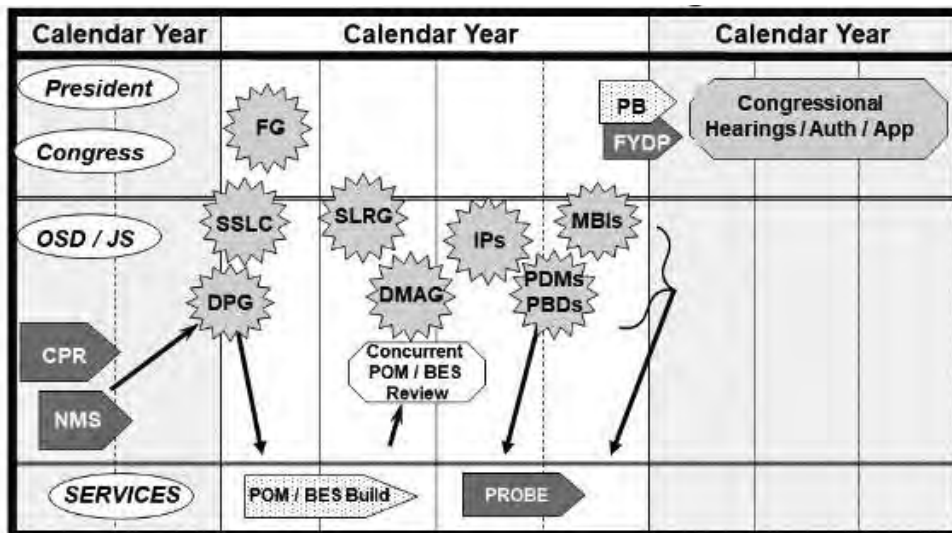 Calendar Year
Calendar Year
Calendar Year
President
Congress
FG
PB
FYDP
Congressional
Hearings / Auth / App
OSD / JS
SSLC
SLRG
IPs
MBIs
DPG
DMAG
PDMs
PBDs
CPR
NMS
Concurrent
POM / BES
Review
SERVICES
POM / BES Build
PROBE